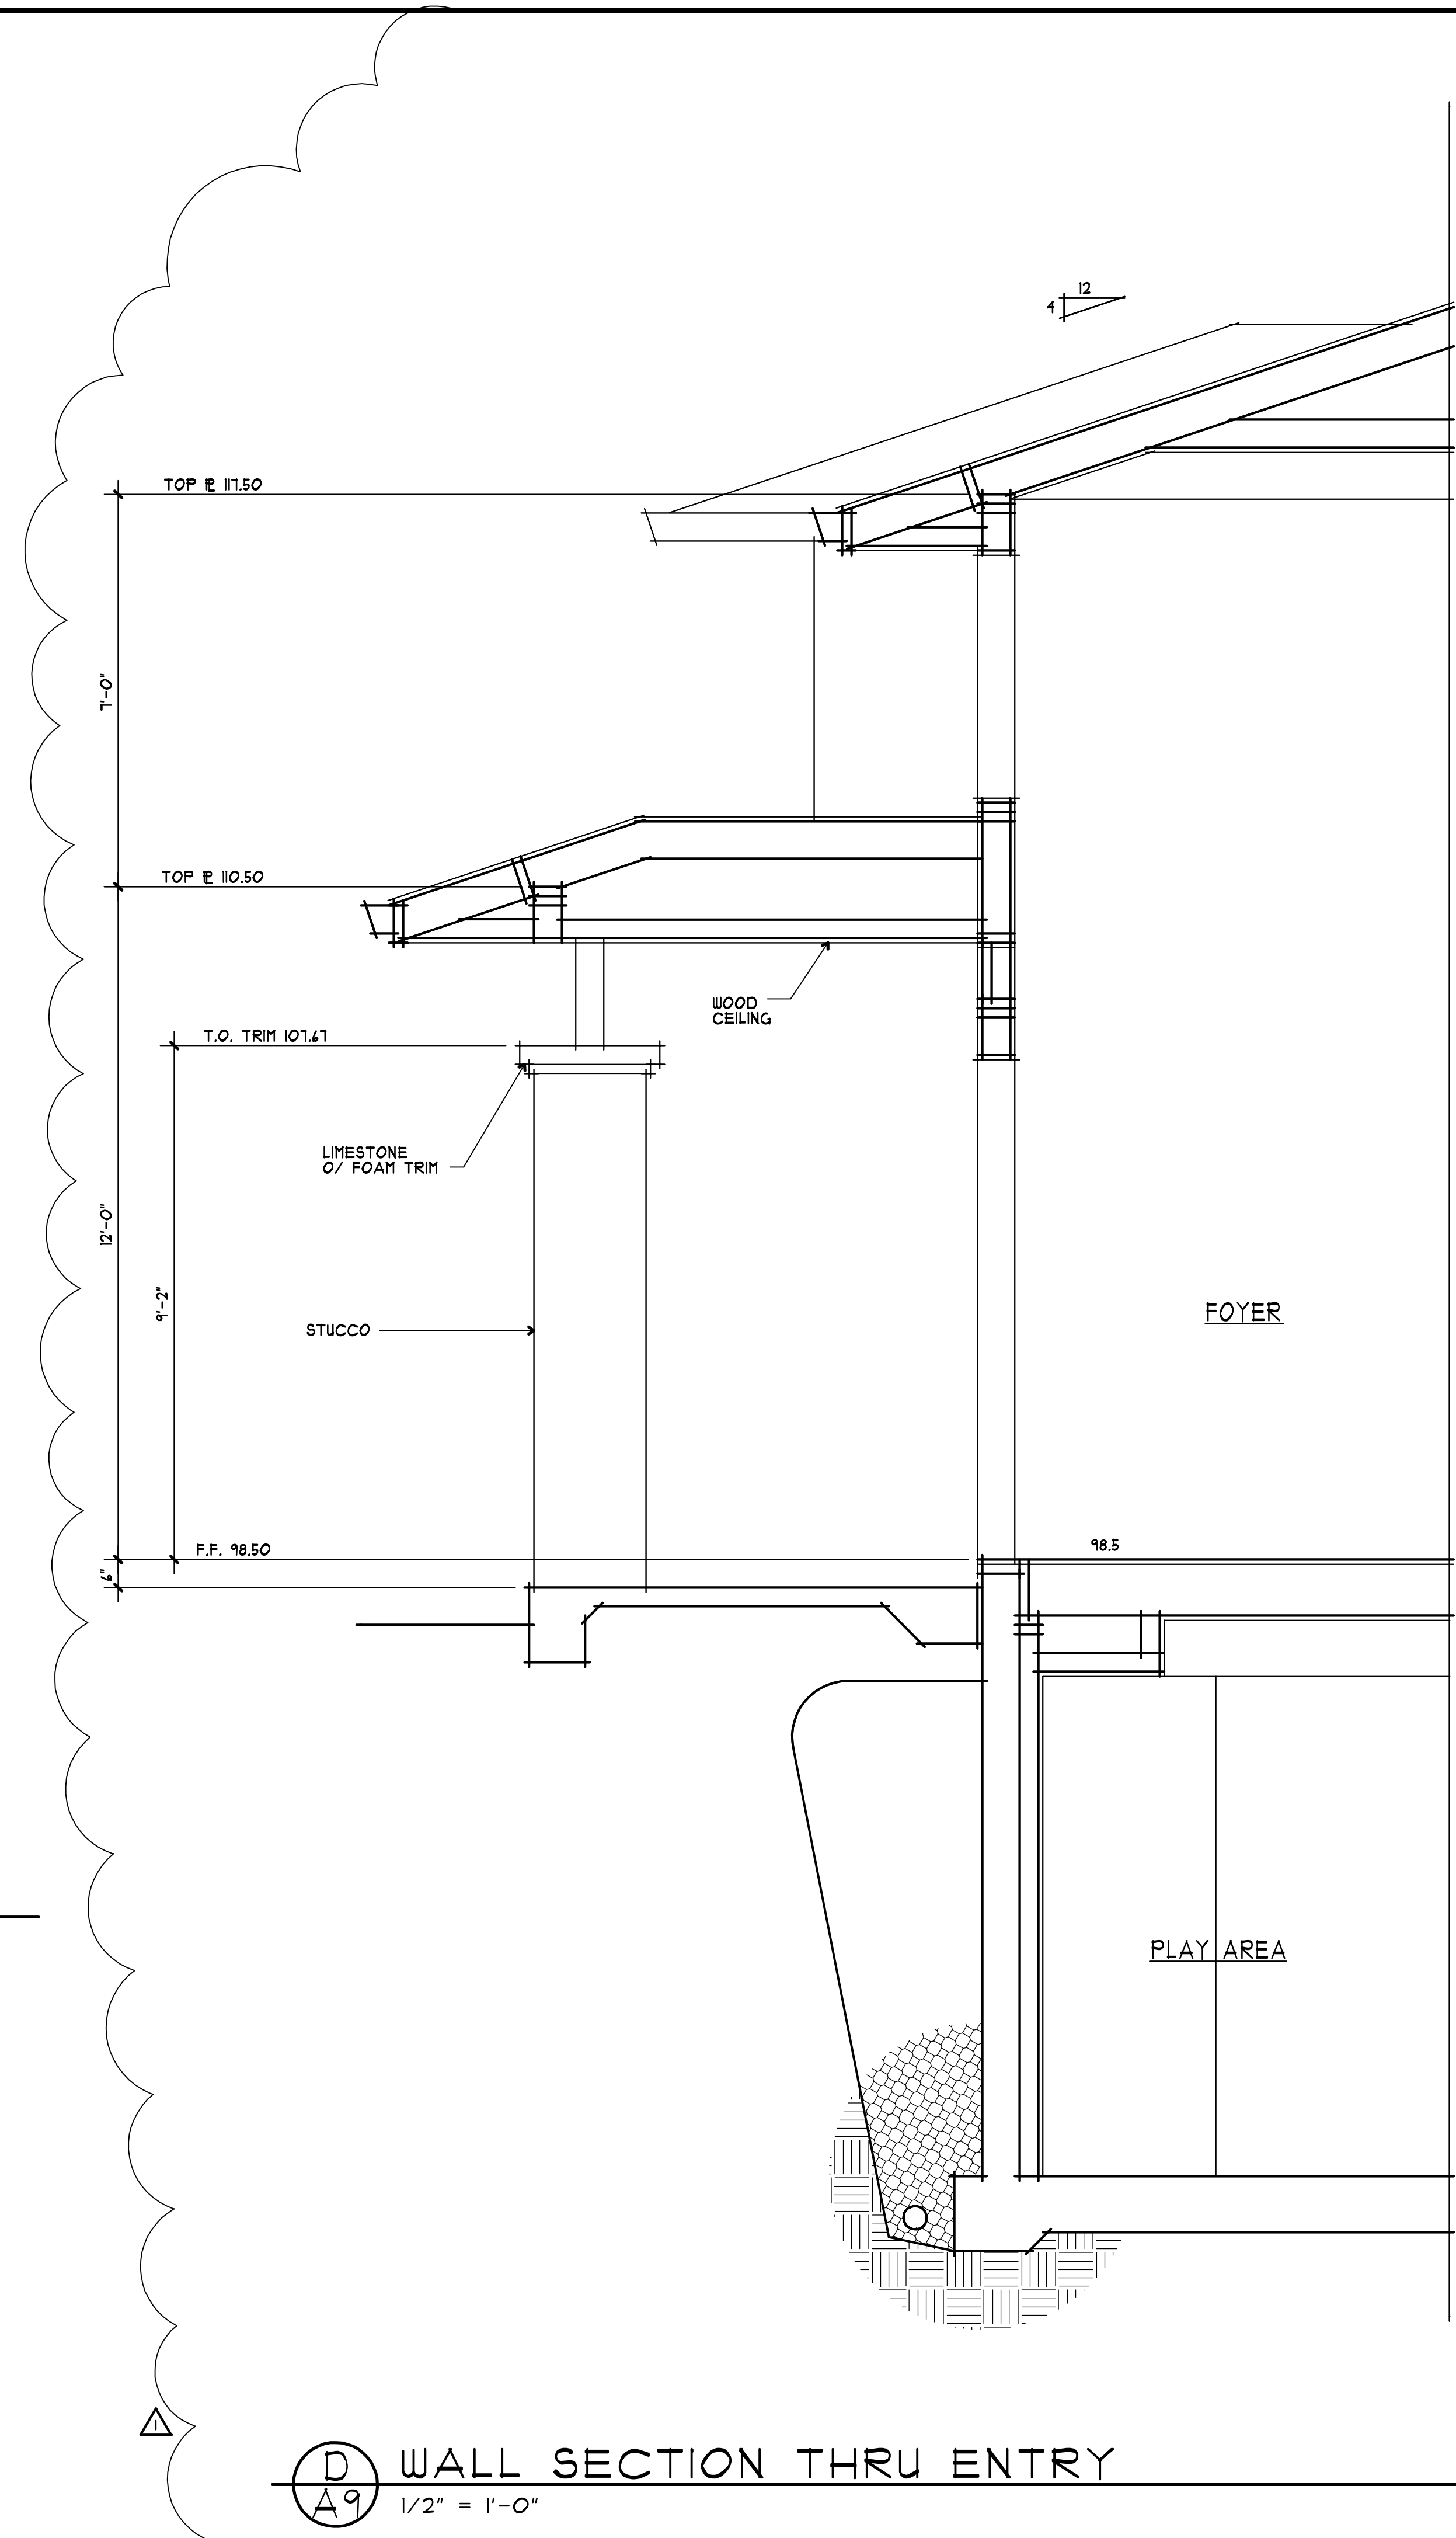 12
4
TOP ⅊ 117.50
7'-0"
TOP ⅊ 110.50
WOOD
CEILING
T.O. TRIM 107.67
LIMESTONE
O/ FOAM TRIM
12'-0"
9'-2"
STUCCO
FOYER
F.F. 98.50
98.5
6"
PLAY AREA
1
D
A9
WALL SECTION THRU ENTRY
1/2" = 1'-0"